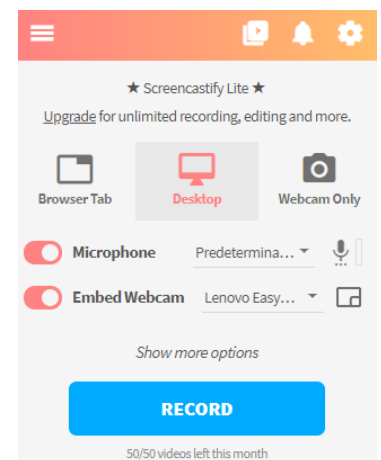 ★ Screencastify Lite ★
Upgrade for unlimited recording, editing and more.
Browser Tab Desktop Webcam Only
Microphone Predetermina...
Embed Webcam Lenovo Easy...
Show more options
RECORD
50/50 videos left this month